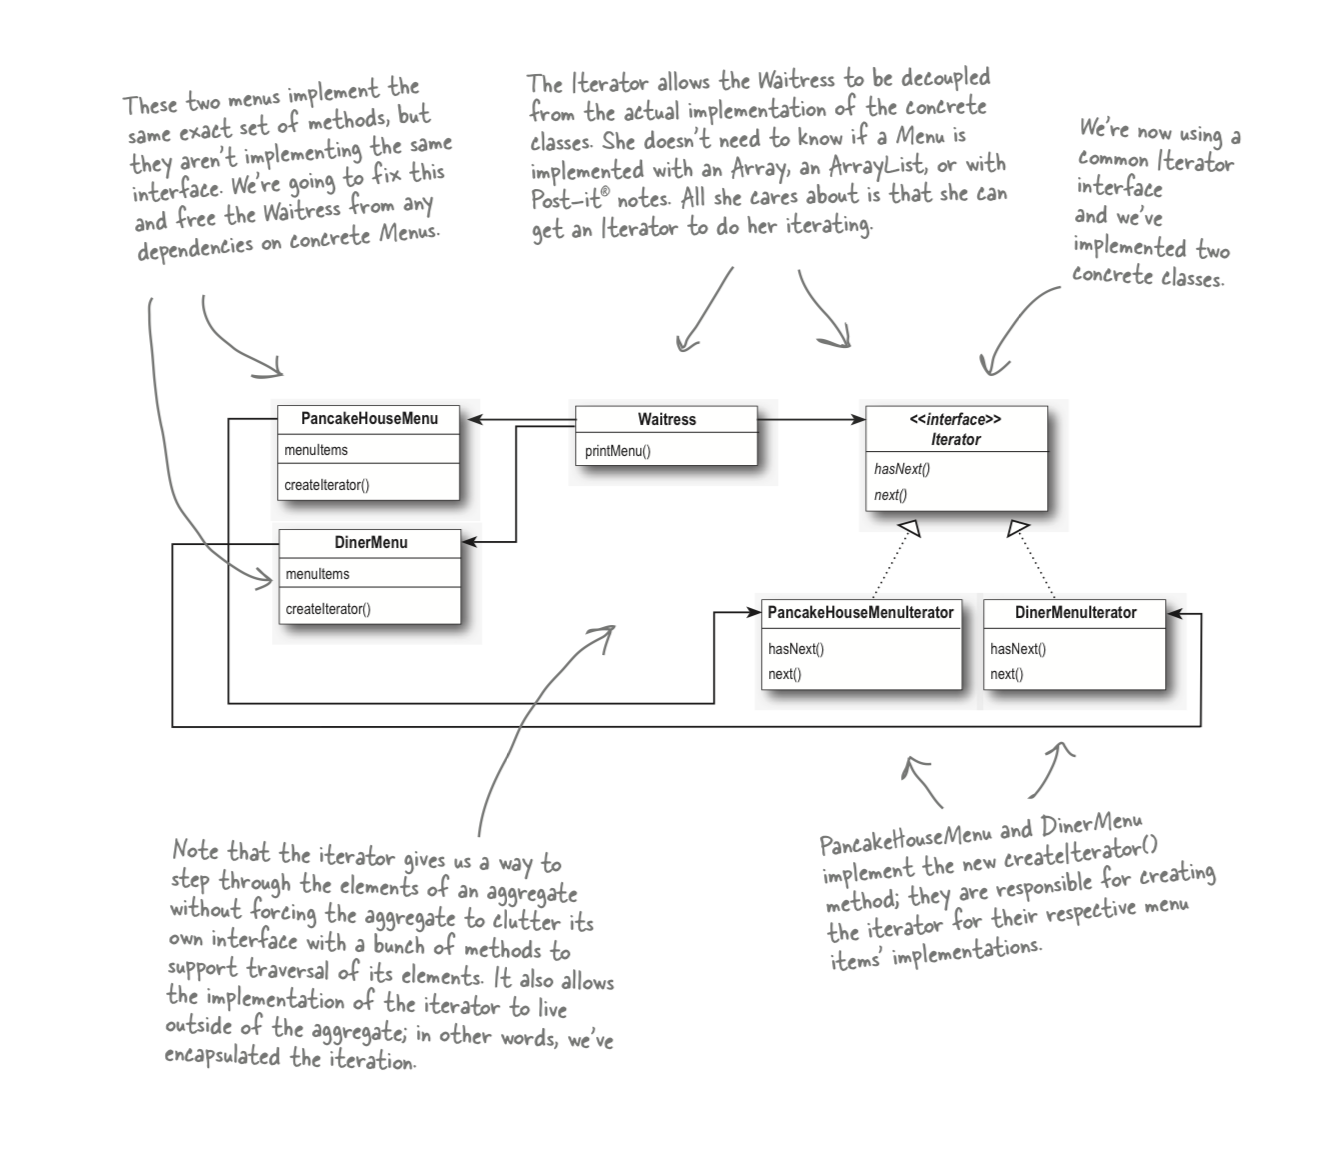 These two menus implement the
same exact set of methods, but
they aren't implementing the same
interface. We're going to fix this
and free the Waitress from any
dependencies on concrete Menus.
The Iterator allows the Waitress to be decoupled
from the actual implementation of the concrete
classes. She doesn't need to know if a Menu is
implemented with an Array, an ArrayList, or with
Post-it® notes. All she cares about is that she can
get an Iterator to do her iterating.
We're now using a
common Iterator
interface
and we've
implemented two
concrete classes.
PancakeHouseMenu
menuItems
createIterator()
Waitress
printMenu()
<<interface>>
Iterator
hasNext()
next()
DinerMenu
menuItems
createIterator()
PancakeHouseMenuIterator
hasNext()
next()
DinerMenuIterator
hasNext()
next()
Note that the iterator gives us a way to
step through the elements of an aggregate
without forcing the aggregate to clutter its
own interface with a bunch of methods to
support traversal of its elements. It also allows
the implementation of the iterator to live
outside of the aggregate; in other words, we've
encapsulated the iteration.
PancakeHouseMenu and DinerMenu
implement the new createIterator()
method; they are responsible for creating
the iterator for their respective menu
items' implementations.